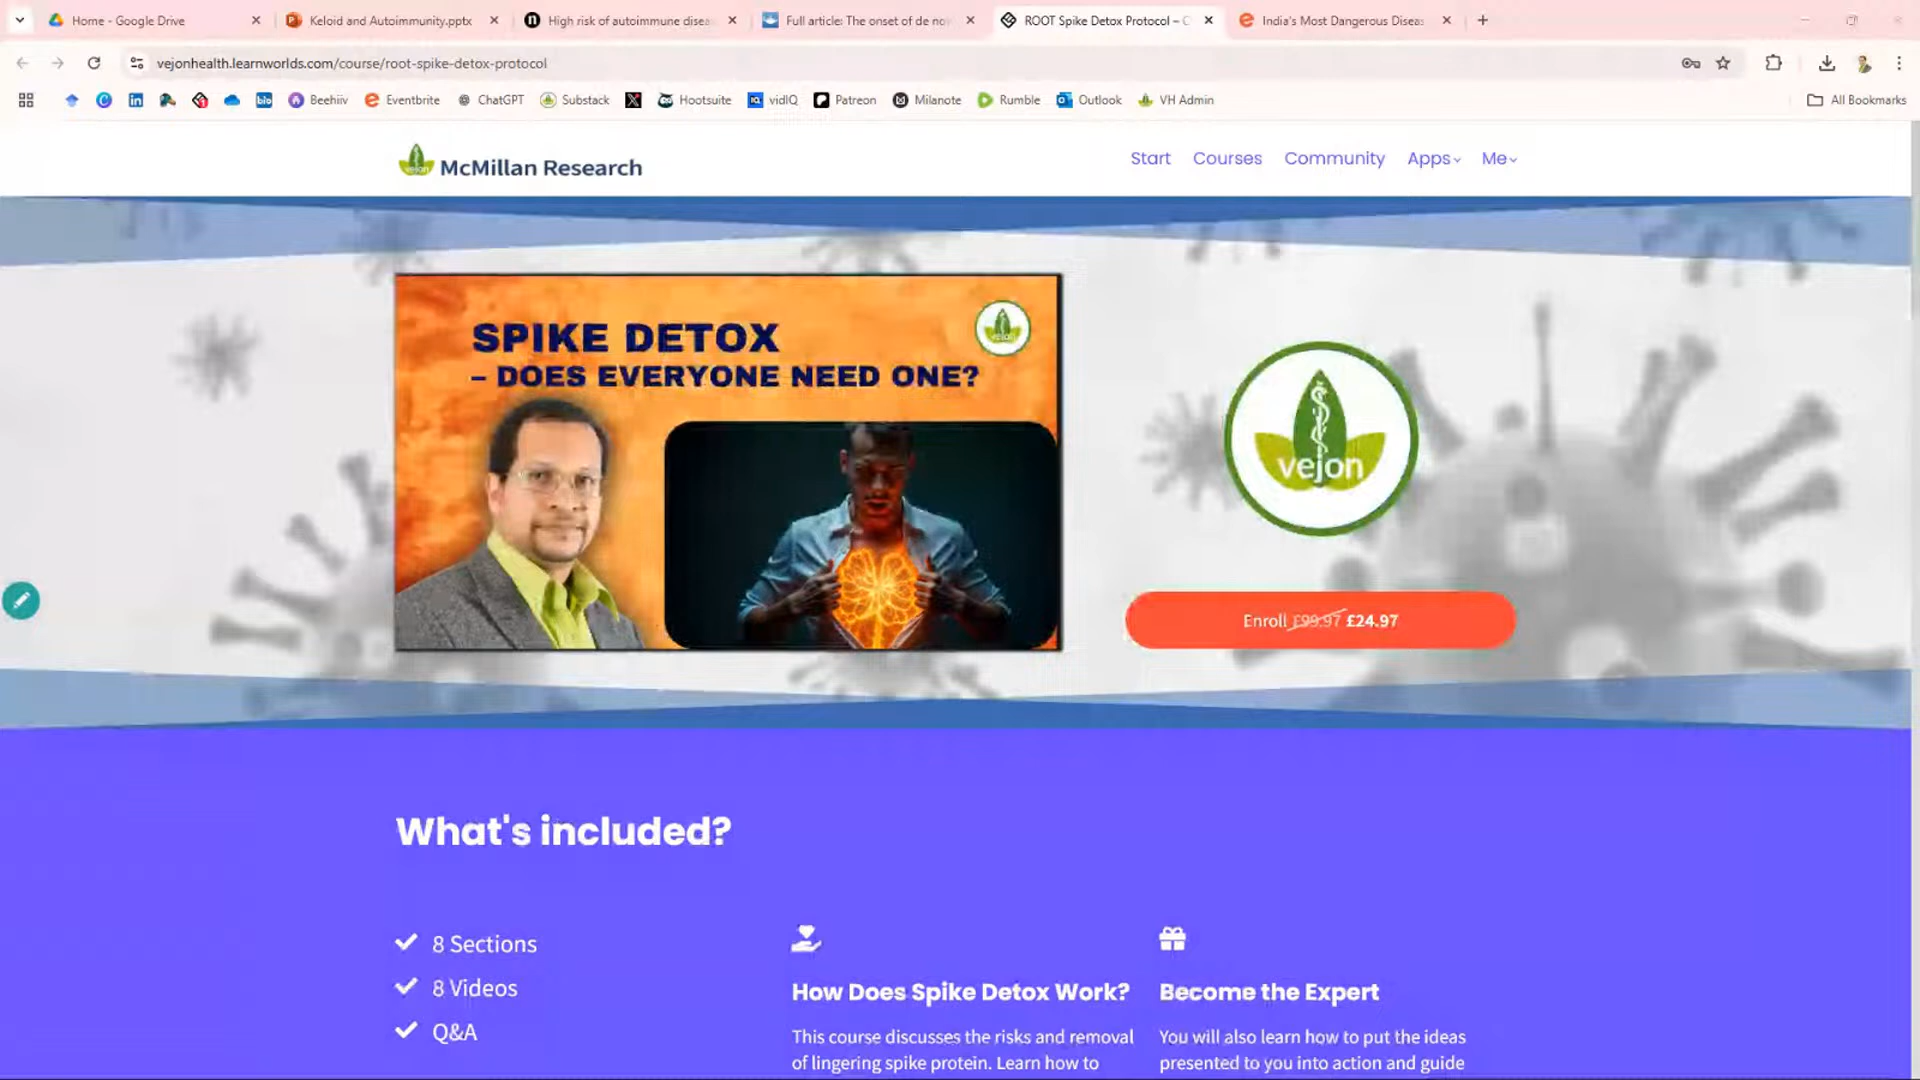 Home - Google Drive
Keloid and Autoimmunity.pptx
High risk of autoimmune disea
Full article: The onset of de no
ROOT Spike Detox Protocol – C
India's Most Dangerous Diseas
vejonhealth.learnworlds.com/course/root-spike-detox-protocol
Beehiiv
Eventbrite
ChatGPT
Substack
Hootsuite
vidIQ
Patreon
Milanote
Rumble
Outlook
VH Admin
All Bookmarks
McMillan Research
Start
Courses
Community
Apps
Me
SPIKE DETOX
– DOES EVERYONE NEED ONE?
vejon
Enroll £99.97 £24.97
What's included?
8 Sections
8 Videos
Q&A
How Does Spike Detox Work?
This course discusses the risks and removal
of lingering spike protein. Learn how to
Become the Expert
You will also learn how to put the ideas
presented to you into action and guide